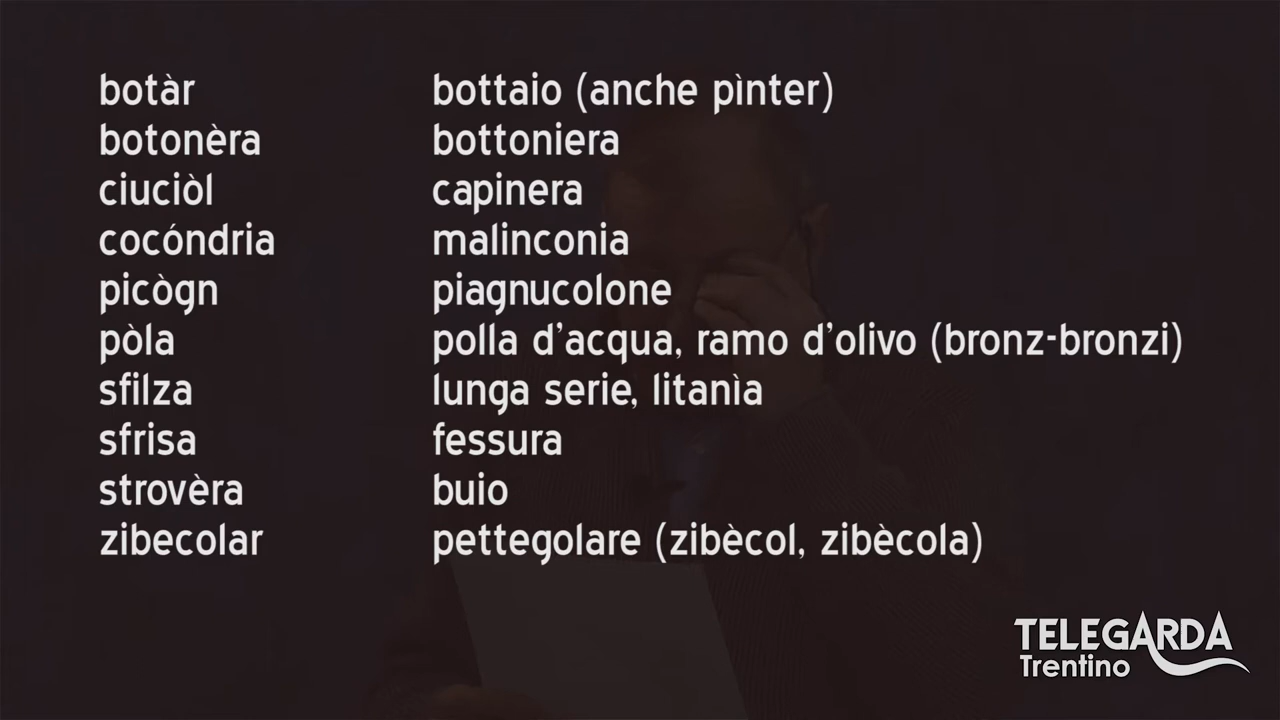 botàr bottaio (anche pìnter)
botonèra bottoniera
ciuciòl capinera
cocóndria malinconia
picògn piagnucolone
pòla polla d'acqua, ramo d'olivo (bronz-bronzi)
sfilza lunga serie, litanìa
sfrisa fessura
strovèra buio
zibecolar pettegolare (zibècol, zibècola)
TELEGARDA
Trentino